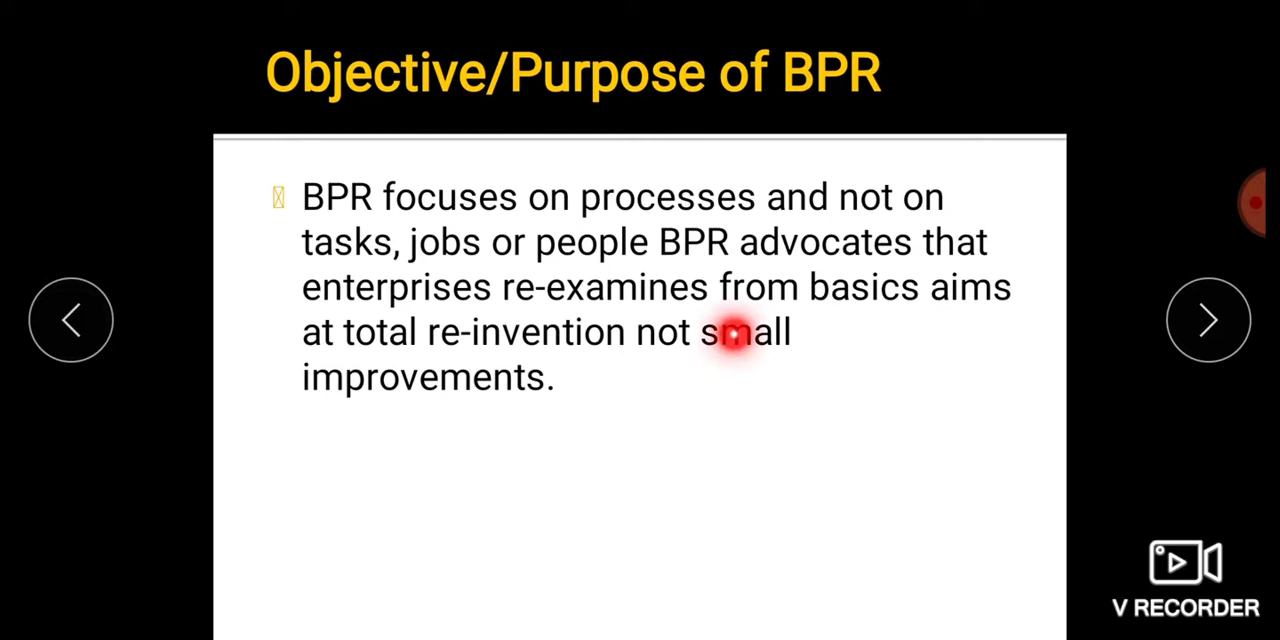 Objective/Purpose of BPR
BPR focuses on processes and not on
tasks, jobs or people BPR advocates that
enterprises re-examines from basics aims
at total re-invention not small
improvements.
V RECORDER